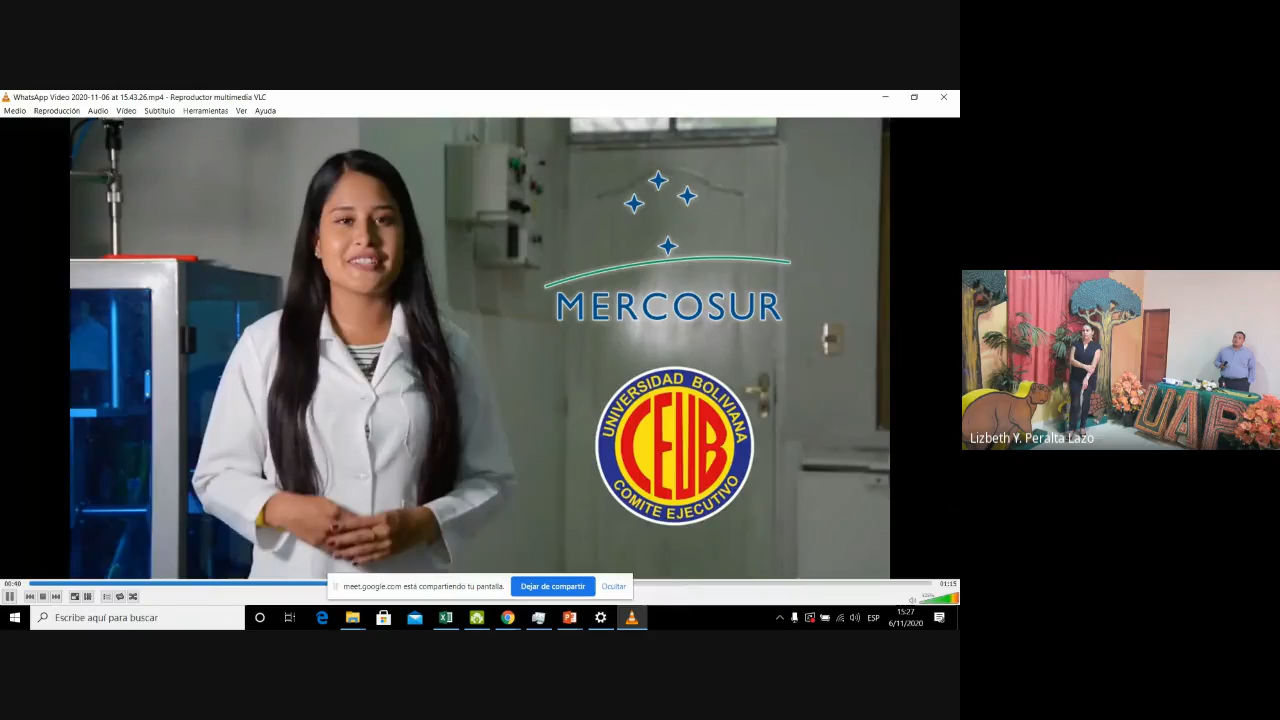 WhatsApp Video 2020-11-06 at 15.43.26.mp4 - Reproductor multimedia VLC
Medio Reproducción Audio Vídeo Subtítulo Herramientas Ver Ayuda
MERCOSUR
UNIVERSIDAD BOLIVIANA
CEUB
COMITE EJECUTIVO
UAP
Lizbeth Y. Peralta Lazo
00:40
01:15
meet.google.com está compartiendo tu pantalla. Dejar de compartir Ocultar
Escribe aquí para buscar
ESP
15:27
6/11/2020